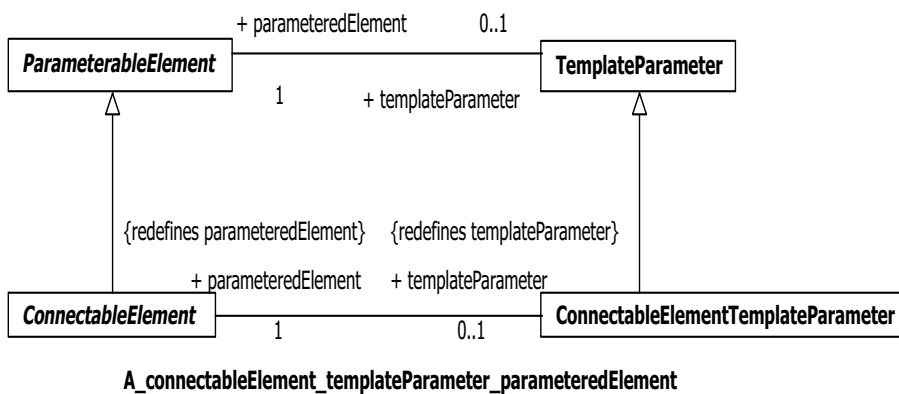 + parameteredElement 0..1
ParameterableElement TemplateParameter
1 + templateParameter
{redefines parameteredElement} {redefines templateParameter}
+ parameteredElement + templateParameter
ConnectableElement ConnectableElementTemplateParameter
1 0..1
A_connectableElement_templateParameter_parameteredElement